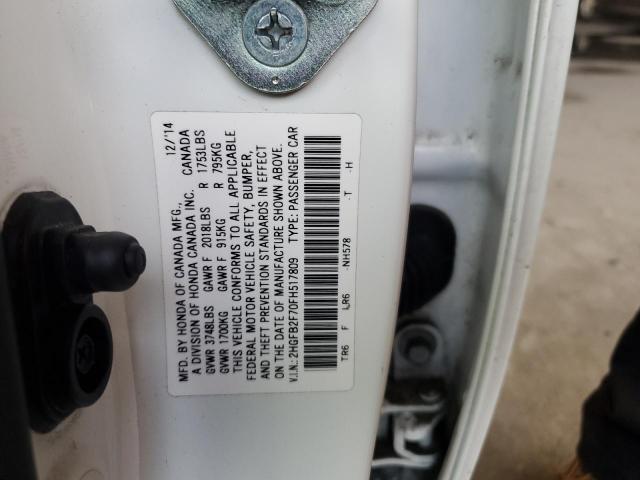 MFD. BY HONDA OF CANADA MFG., 12/'14
A DIVISION OF HONDA CANADA INC. CANADA
GVWR 3748LBS GAWR F 2018LBS R 1753LBS
GVWR 1700KG GAWR F 915KG R 795KG
THIS VEHICLE CONFORMS TO ALL APPLICABLE
FEDERAL MOTOR VEHICLE SAFETY, BUMPER,
AND THEFT PREVENTION STANDARDS IN EFFECT
ON THE DATE OF MANUFACTURE SHOWN ABOVE.
V.I.N.: 2HGFB2F70FH517809 TYPE: PASSENGER CAR
TR6 F LR6 -NH578 -T -H